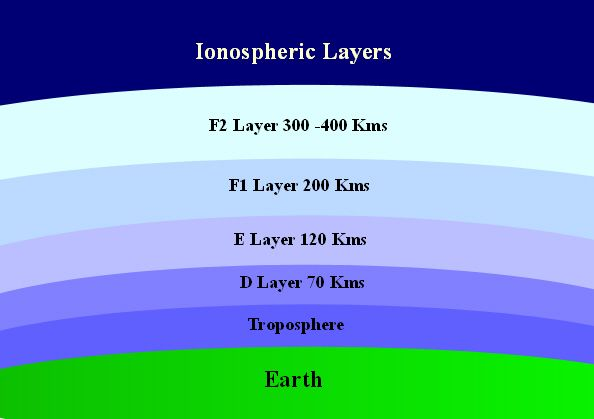 Ionospheric Layers
F2 Layer 300 -400 Kms
F1 Layer 200 Kms
E Layer 120 Kms
D Layer 70 Kms
Troposphere
Earth